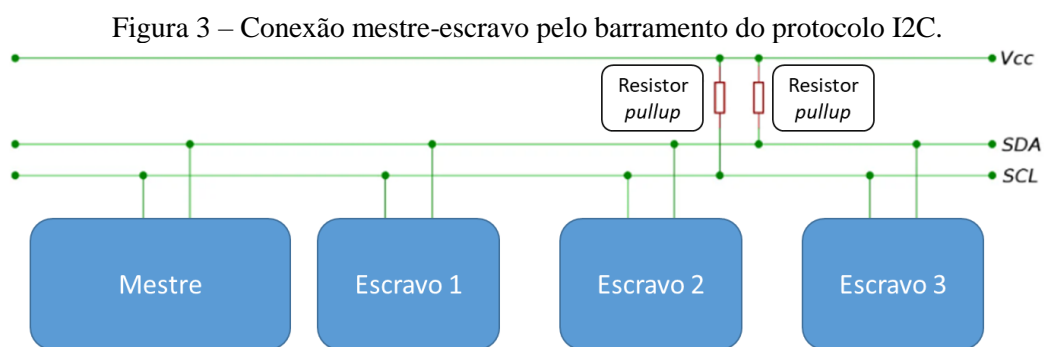 Figura 3 – Conexão mestre-escravo pelo barramento do protocolo I2C.
Vcc
Resistor
pullup
Resistor
pullup
SDA
SCL
Mestre
Escravo 1
Escravo 2
Escravo 3